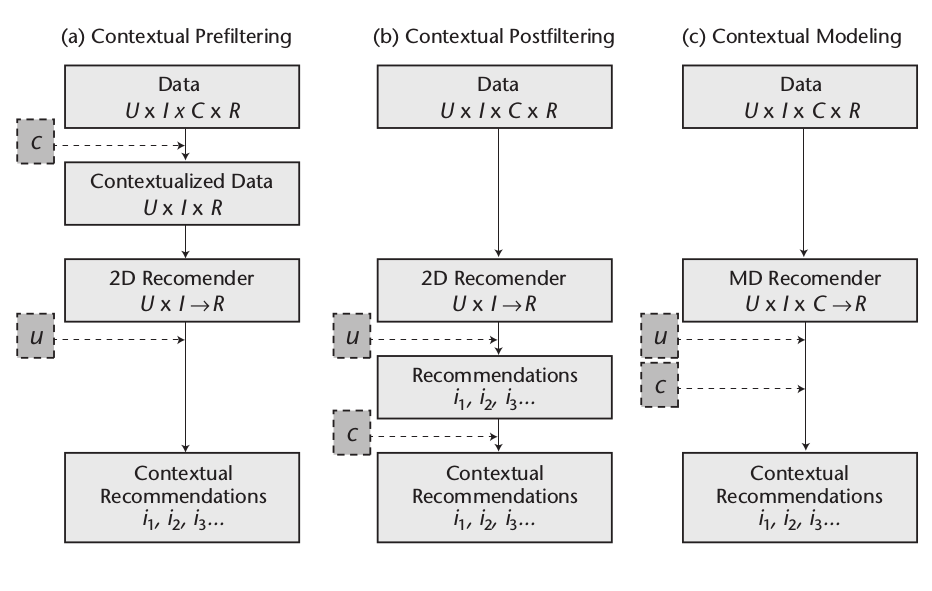 (a) Contextual Prefiltering
Data
U x I x C x R
c
Contextualized Data
U x I x R
2D Recomender
U x I → R
u
Contextual
Recommendations
i1, i2, i3...
(b) Contextual Postfiltering
Data
U x I x C x R
2D Recomender
U x I → R
u
Recommendations
i1, i2, i3...
c
Contextual
Recommendations
i1, i2, i3...
(c) Contextual Modeling
Data
U x I x C x R
MD Recomender
U x I x C → R
u
c
Contextual
Recommendations
i1, i2, i3...